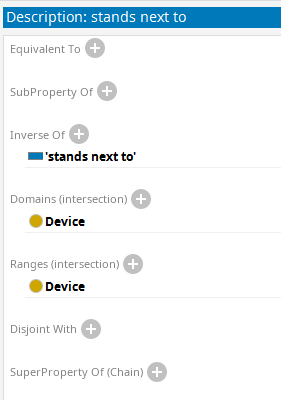 Description: stands next to
Equivalent To
SubProperty Of
Inverse Of
'stands next to'
Domains (intersection)
Device
Ranges (intersection)
Device
Disjoint With
SuperProperty Of (Chain)